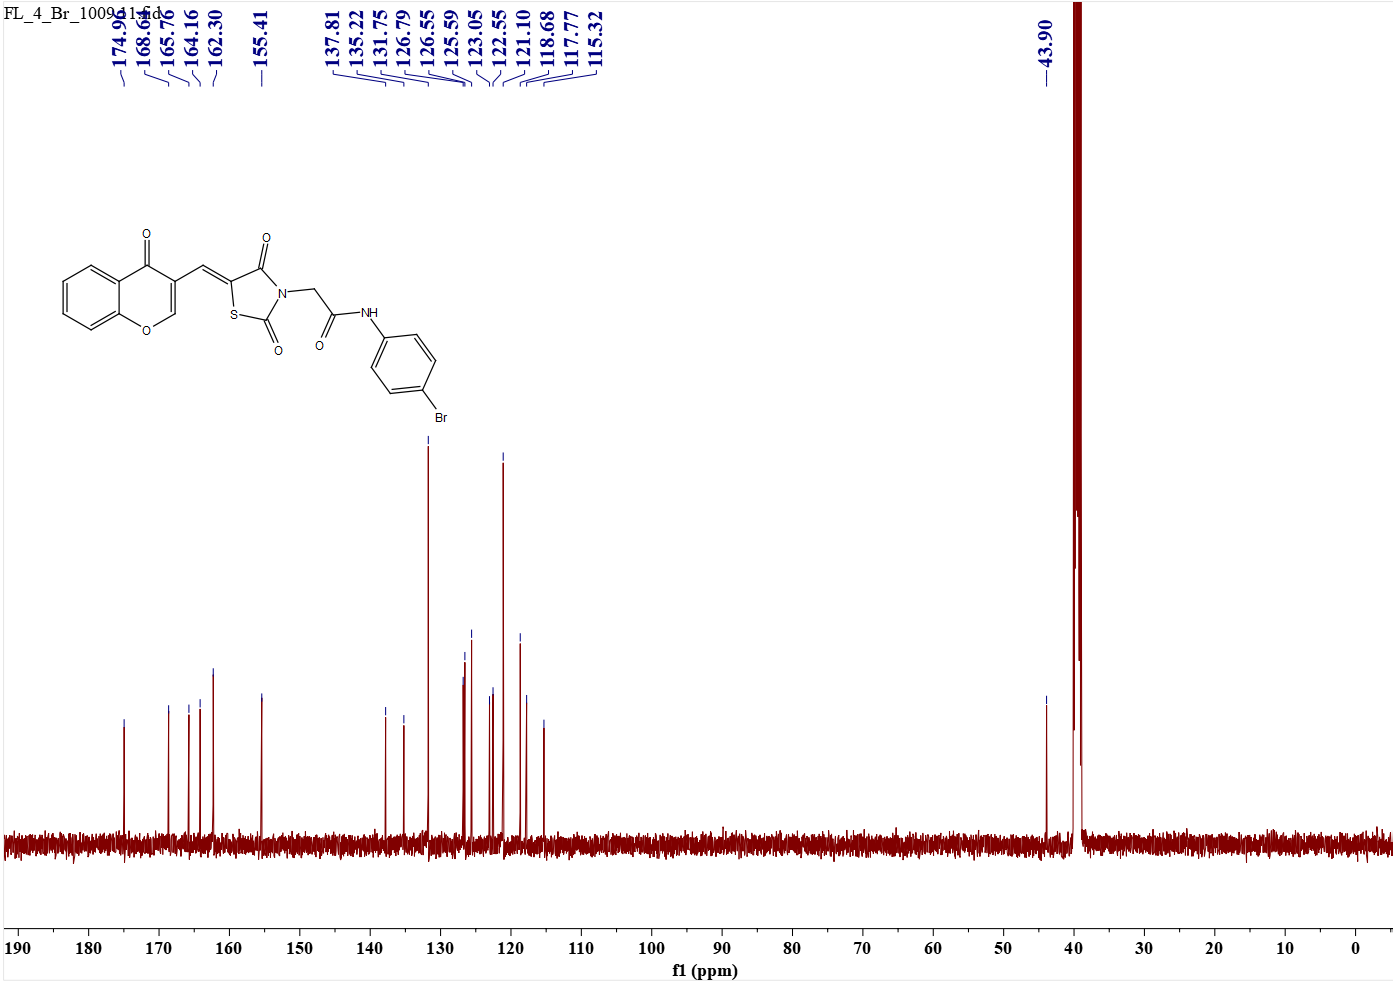 FL_4_Br_1009.11.fid
174.96
168.64
165.76
164.16
162.30
155.41
137.81
135.22
131.75
126.79
126.55
125.59
123.05
122.55
121.10
118.68
117.77
115.32
43.90
O
O
N
S
O
NH
O
O
Br
190 180 170 160 150 140 130 120 110 100 90 80 70 60 50 40 30 20 10 0
f1 (ppm)